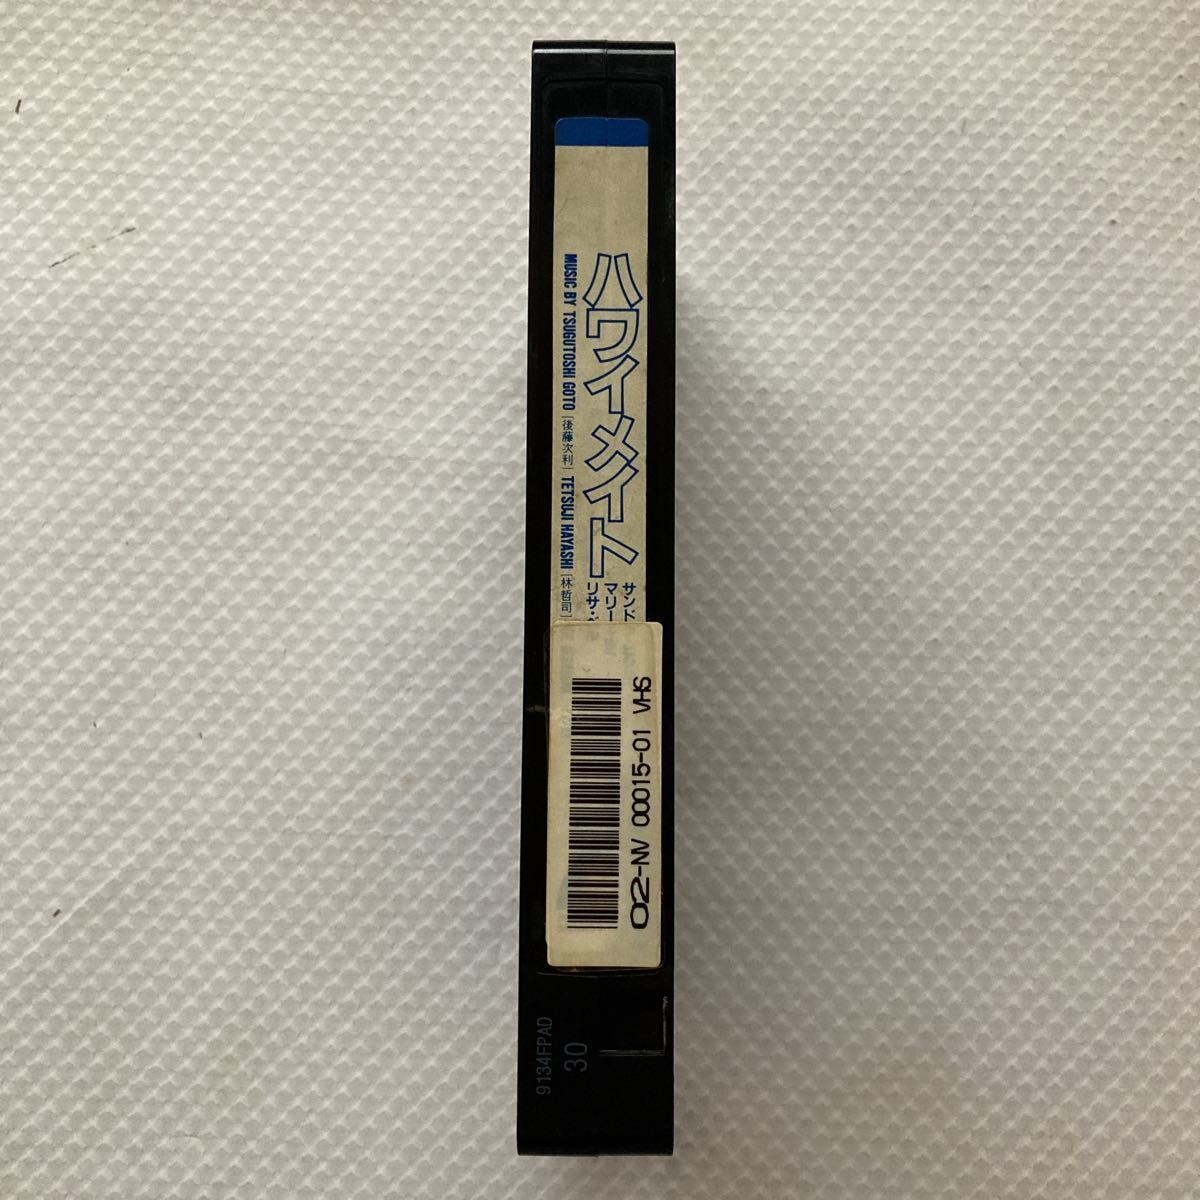 ハワイメイト
MUSIC BY TSUGUTOSHI GOTO [後藤次利] TETSUJI HAYASHI [林哲司]
サンド
マリー
リサ・
02-NV 00015-01 VHS
9134FPAD
30